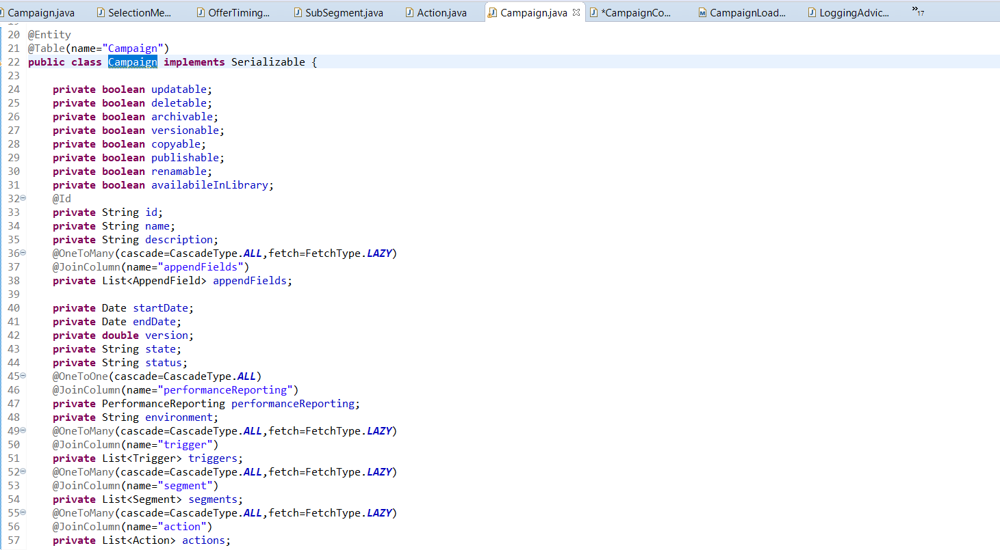 Campaign.java SelectionMe... OfferTiming... SubSegment.java Action.java Campaign.java *CampaignCo... CampaignLoad... LoggingAdvic... »17
20 @Entity
21 @Table(name="Campaign")
22 public class Campaign implements Serializable {
23
24     private boolean updatable;
25     private boolean deletable;
26     private boolean archivable;
27     private boolean versionable;
28     private boolean copyable;
29     private boolean publishable;
30     private boolean renamable;
31     private boolean availabileInLibrary;
32     @Id
33     private String id;
34     private String name;
35     private String description;
36     @OneToMany(cascade=CascadeType.ALL,fetch=FetchType.LAZY)
37     @JoinColumn(name="appendFields")
38     private List<AppendField> appendFields;
39
40     private Date startDate;
41     private Date endDate;
42     private double version;
43     private String state;
44     private String status;
45     @OneToOne(cascade=CascadeType.ALL)
46     @JoinColumn(name="performanceReporting")
47     private PerformanceReporting performanceReporting;
48     private String environment;
49     @OneToMany(cascade=CascadeType.ALL,fetch=FetchType.LAZY)
50     @JoinColumn(name="trigger")
51     private List<Trigger> triggers;
52     @OneToMany(cascade=CascadeType.ALL,fetch=FetchType.LAZY)
53     @JoinColumn(name="segment")
54     private List<Segment> segments;
55     @OneToMany(cascade=CascadeType.ALL,fetch=FetchType.LAZY)
56     @JoinColumn(name="action")
57     private List<Action> actions;